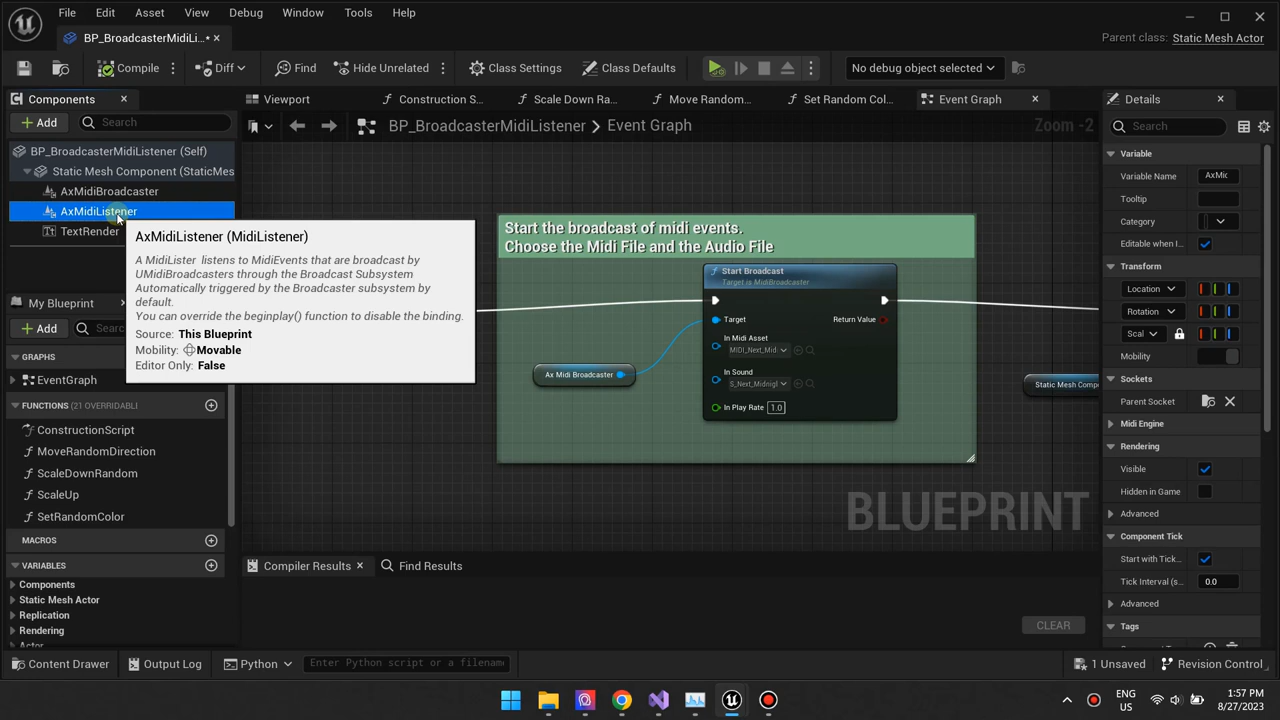 File Edit Asset View Debug Window Tools Help
BP_BroadcasterMidiLi...*
Parent class: Static Mesh Actor
Compile Diff Find Hide Unrelated Class Settings Class Defaults No debug object selected
Components
Viewport Construction S... Scale Down Ra... Move Random... Set Random Col... Event Graph
Details
Add Search
BP_BroadcasterMidiListener Event Graph Zoom -2
Search
BP_BroadcasterMidiListener (Self)
Static Mesh Component (StaticMes
AxMidiBroadcaster
AxMidiListener
TextRender
AxMidiListener (MidiListener)
A MidiLister listens to MidiEvents that are broadcast by
UMidiBroadcasters through the Broadcast Subsystem
Automatically triggered by the Broadcaster subsystem by
default.
You can override the beginplay() function to disable the binding.
Source: This Blueprint
Mobility: Movable
Editor Only: False
My Blueprint
Add Search
GRAPHS
EventGraph
FUNCTIONS (21 OVERRIDABL
ConstructionScript
MoveRandomDirection
ScaleDownRandom
ScaleUp
SetRandomColor
MACROS
VARIABLES
Components
Static Mesh Actor
Replication
Rendering
Actor
Start the broadcast of midi events.
Choose the Midi File and the Audio File
Start Broadcast
Target is MidiBroadcaster
Target Return Value
In Midi Asset
MIDI_Next_Mid
In Sound
S_Next_Midnigl
In Play Rate 1.0
Ax Midi Broadcaster
Static Mesh Comp
BLUEPRINT
Compiler Results Find Results
CLEAR
Variable
Variable Name AxMic
Tooltip
Category
Editable when I...
Transform
Location
Rotation
Scal
Mobility
Sockets
Parent Socket
Midi Engine
Rendering
Visible
Hidden in Game
Advanced
Component Tick
Start with Tick...
Tick Interval (s... 0.0
Advanced
Tags
Content Drawer Output Log Python Enter Python script or a filenam
1 Unsaved Revision Control
ENG
US
1:57 PM
8/27/2023